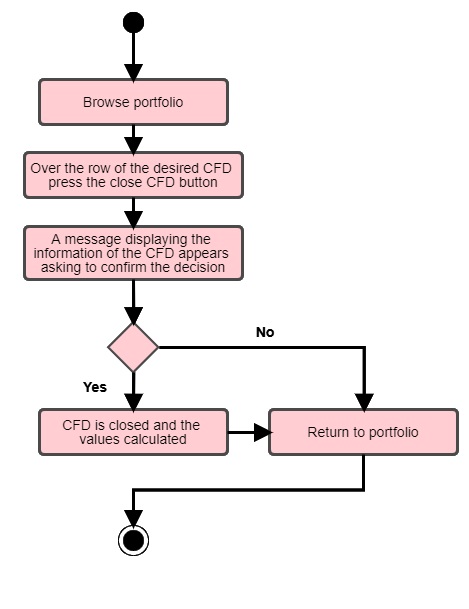 Browse portfolio
Over the row of the desired CFD
press the close CFD button
A message displaying the
information of the CFD appears
asking to confirm the decision
No
Yes
CFD is closed and the
values calculated
Return to portfolio